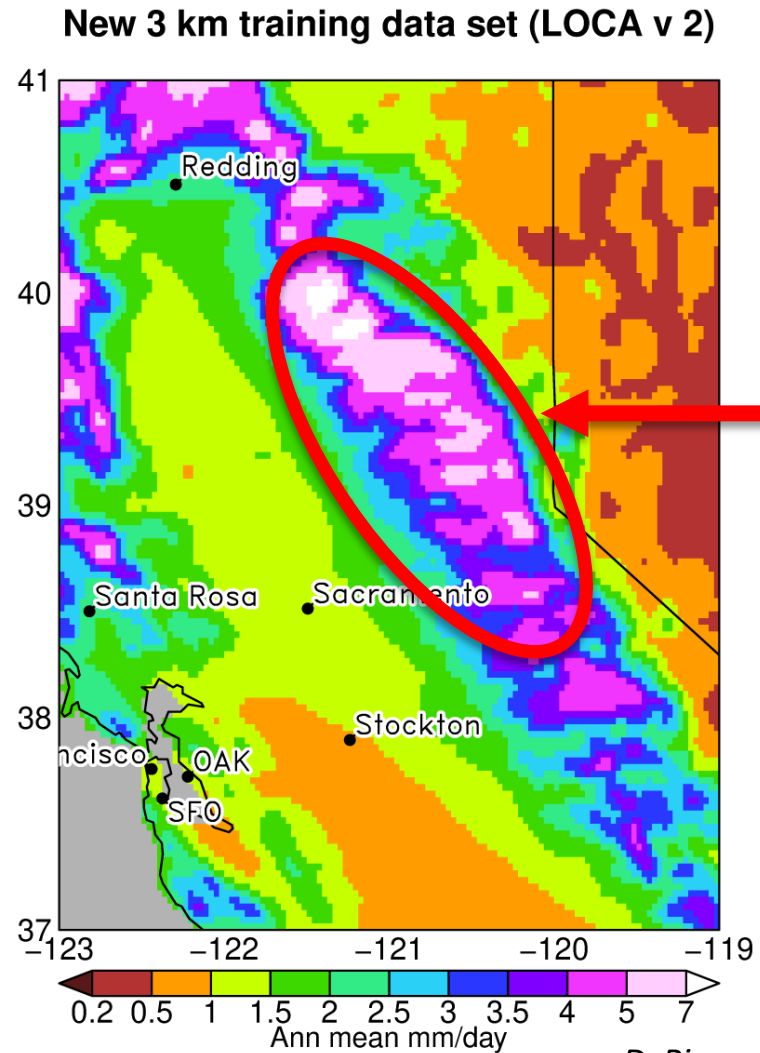 New 3 km training data set (LOCA v 2)
41
Redding
40
39
Santa Rosa
Sacramento
38
Stockton
ncisco
OAK
SFO
37
−123 −122 −121 −120 −119
0.2 0.5 1 1.5 2 2.5 3 3.5 4 5 7
Ann mean mm/day